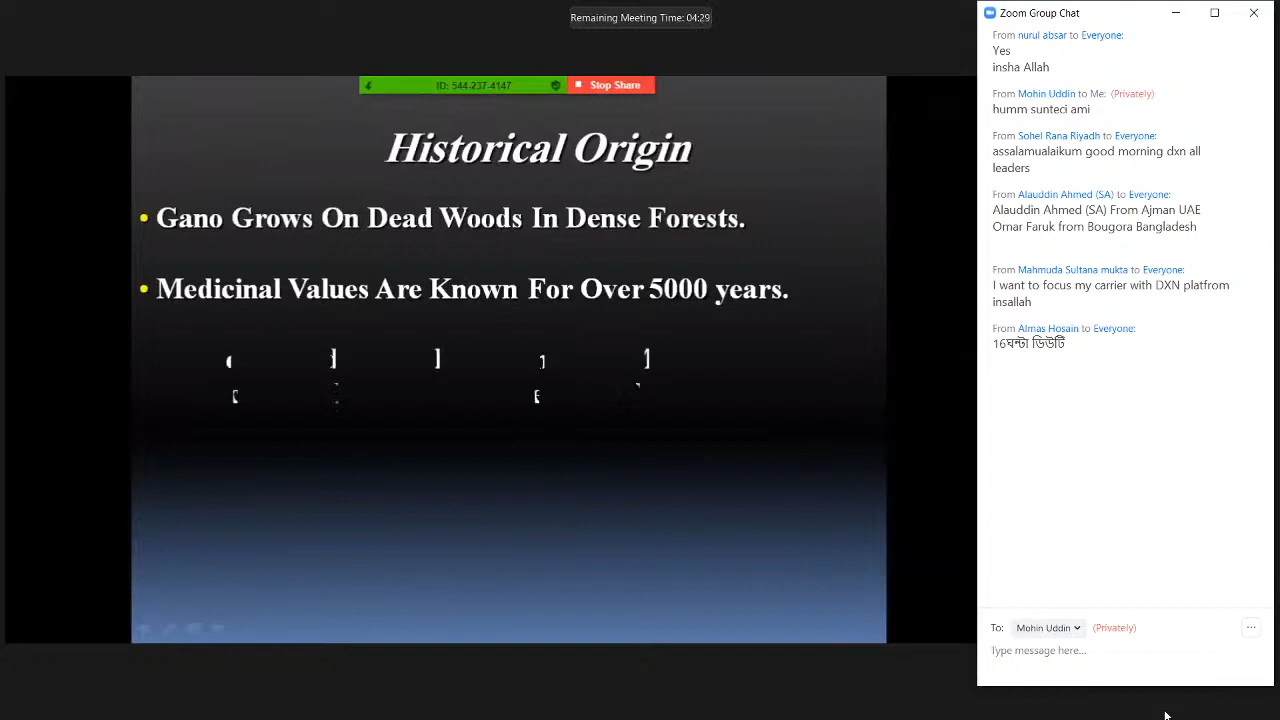 Remaining Meeting Time: 04:29
ID: 544-237-4147
Stop Share
Historical Origin
• Gano Grows On Dead Woods In Dense Forests.
• Medicinal Values Are Known For Over 5000 years.
Zoom Group Chat
From nurul absar to Everyone:
Yes
insha Allah
From Mohin Uddin to Me: (Privately)
humm sunteci ami
From Sohel Rana Riyadh to Everyone:
assalamualaikum good morning dxn all
leaders
From Alauddin Ahmed (SA) to Everyone:
Alauddin Ahmed (SA) From Ajman UAE
Omar Faruk from Bougora Bangladesh
From Mahmuda Sultana mukta to Everyone:
I want to focus my carrier with DXN platfrom
insallah
From Almas Hosain to Everyone:
16ঘন্টা ডিউটি
To: Mohin Uddin (Privately)
Type message here...